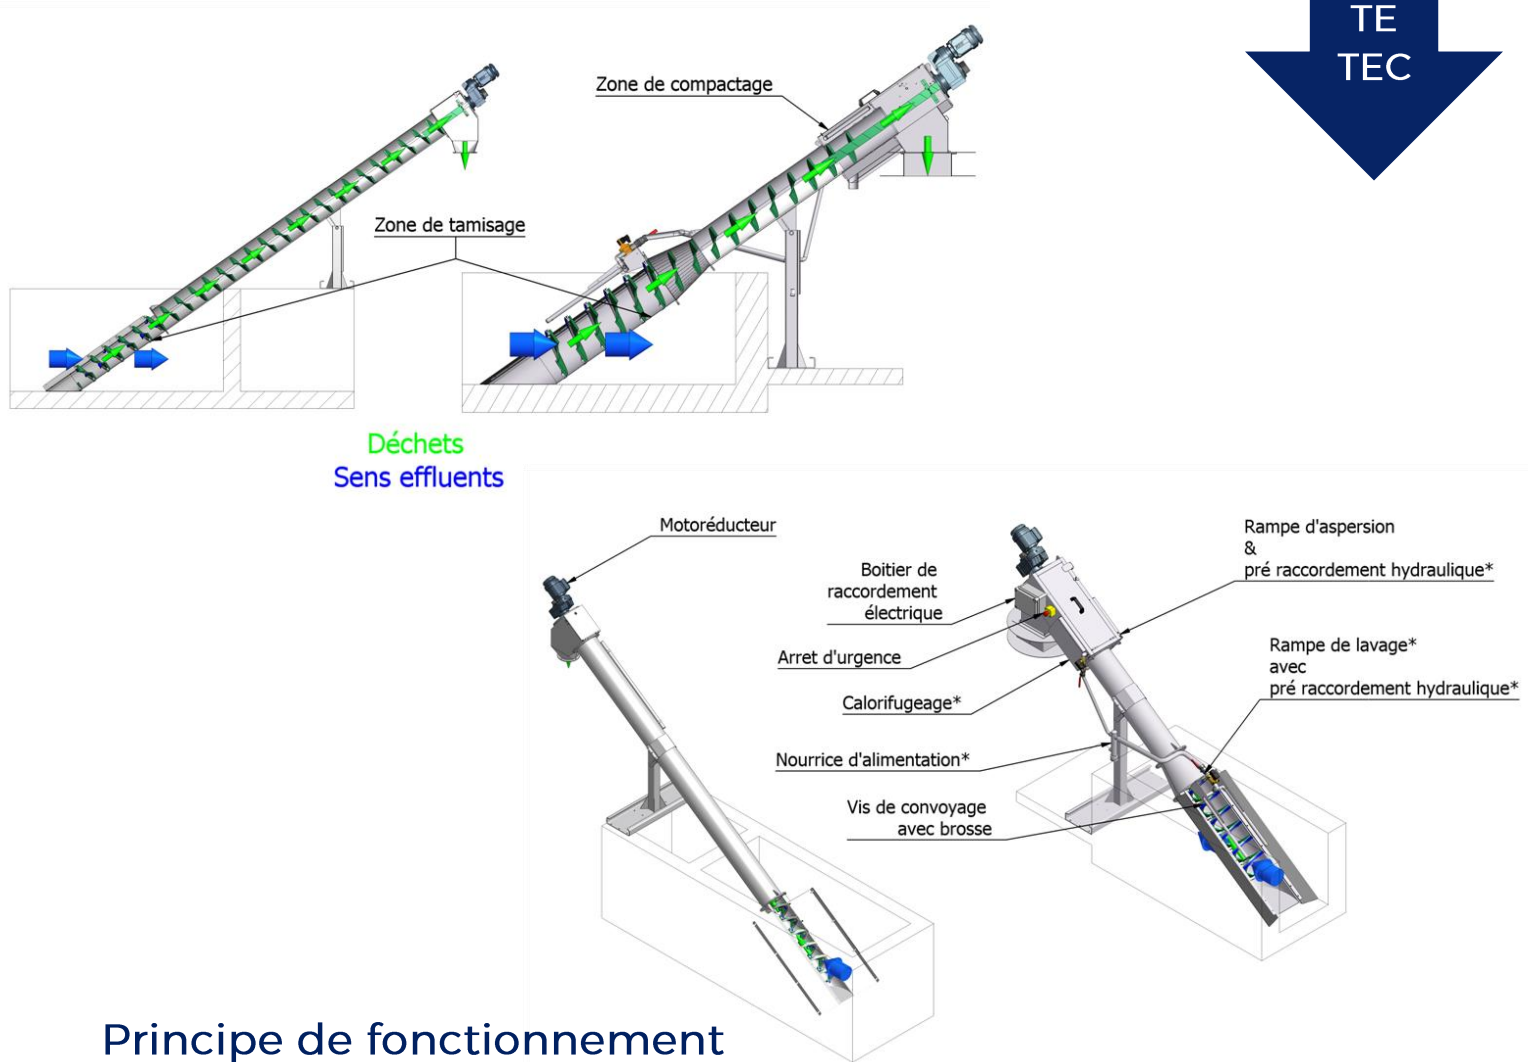 TE
TEC
Zone de compactage
Zone de tamisage
Déchets
Sens effluents
Motoréducteur
Boitier de
raccordement
électrique
Arret d'urgence
Calorifugeage*
Nourrice d'alimentation*
Vis de convoyage
avec brosse
Rampe d'aspersion
&
pré raccordement hydraulique*
Rampe de lavage*
avec
pré raccordement hydraulique*
Principe de fonctionnement